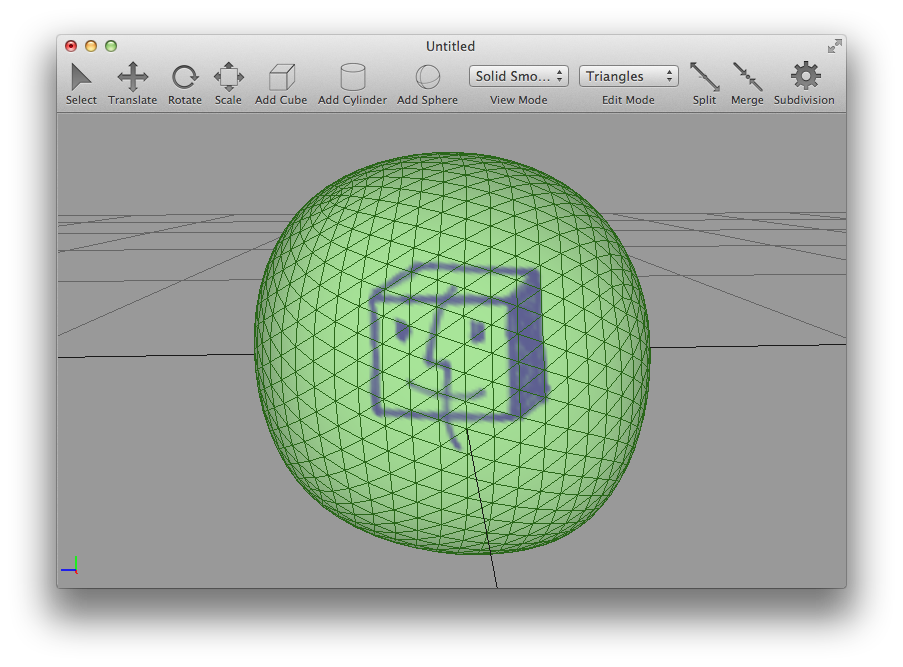 Untitled
Solid Smo... Triangles
Select Translate Rotate Scale Add Cube Add Cylinder Add Sphere View Mode Edit Mode Split Merge Subdivision